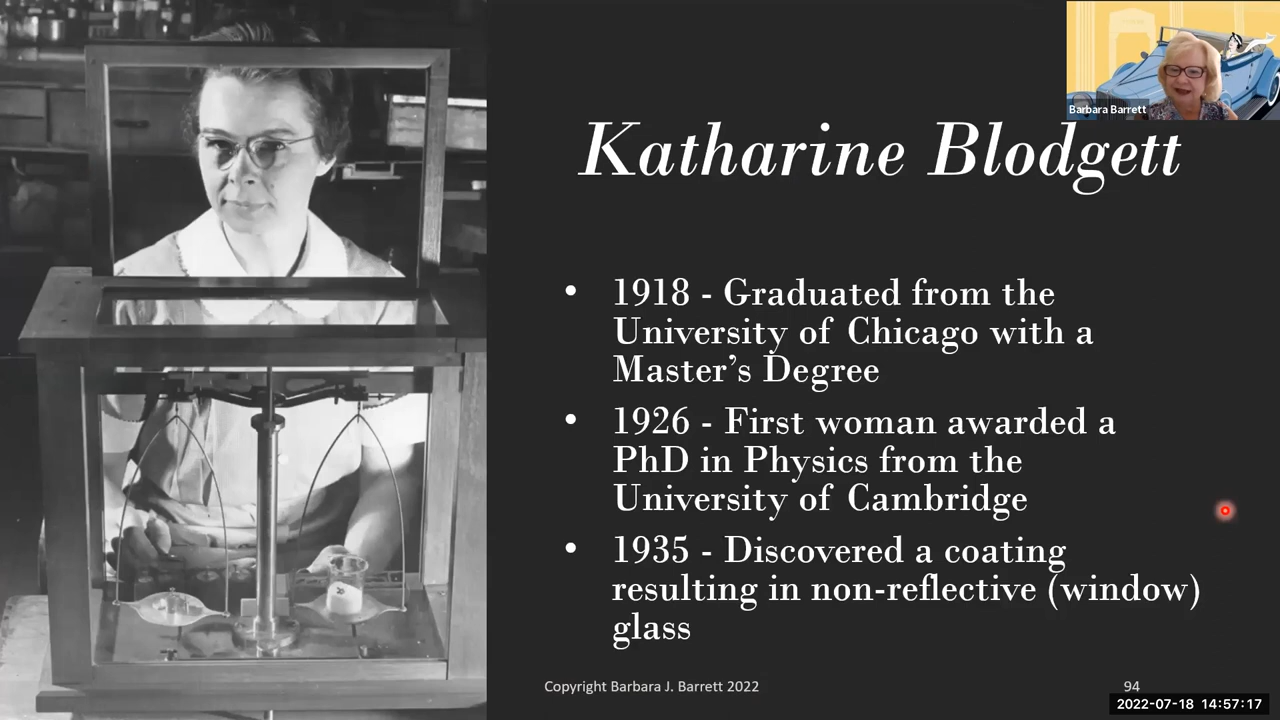 Barbara Barrett
Katharine Blodgett
• 1918 - Graduated from the
University of Chicago with a
Master's Degree
• 1926 - First woman awarded a
PhD in Physics from the
University of Cambridge
• 1935 - Discovered a coating
resulting in non-reflective (window)
glass
Copyright Barbara J. Barrett 2022
94
2022-07-18 14:57:17